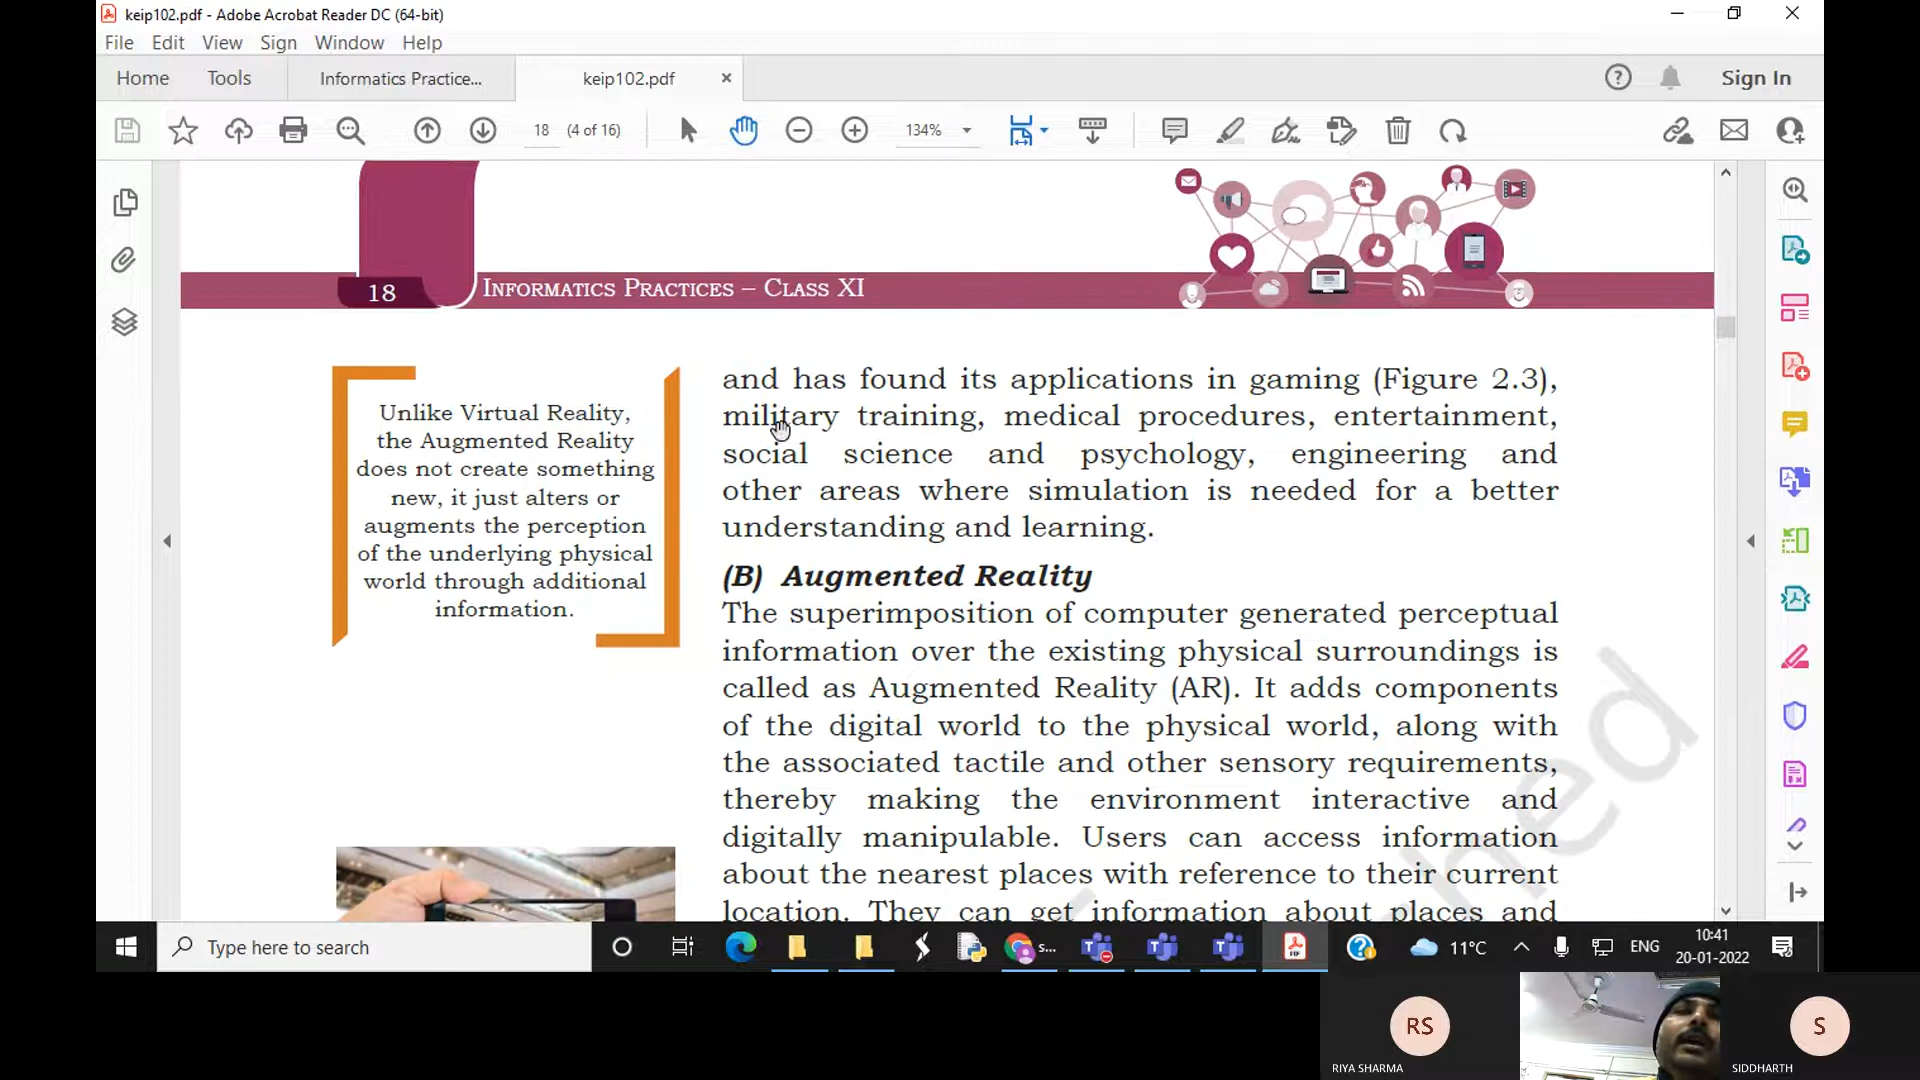 keip102.pdf - Adobe Acrobat Reader DC (64-bit)
File Edit View Sign Window Help
Home Tools Informatics Practice... keip102.pdf × Sign In
18 (4 of 16) 134%
18 INFORMATICS PRACTICES – CLASS XI
Unlike Virtual Reality,
the Augmented Reality
does not create something
new, it just alters or
augments the perception
of the underlying physical
world through additional
information.
and has found its applications in gaming (Figure 2.3),
military training, medical procedures, entertainment,
social science and psychology, engineering and
other areas where simulation is needed for a better
understanding and learning.
(B) Augmented Reality
The superimposition of computer generated perceptual
information over the existing physical surroundings is
called as Augmented Reality (AR). It adds components
of the digital world to the physical world, along with
the associated tactile and other sensory requirements,
thereby making the environment interactive and
digitally manipulable. Users can access information
about the nearest places with reference to their current
location. They can get information about places and
Type here to search
s...
11°C
ENG
10:41
20-01-2022
RS
RIYA SHARMA
S
SIDDHARTH